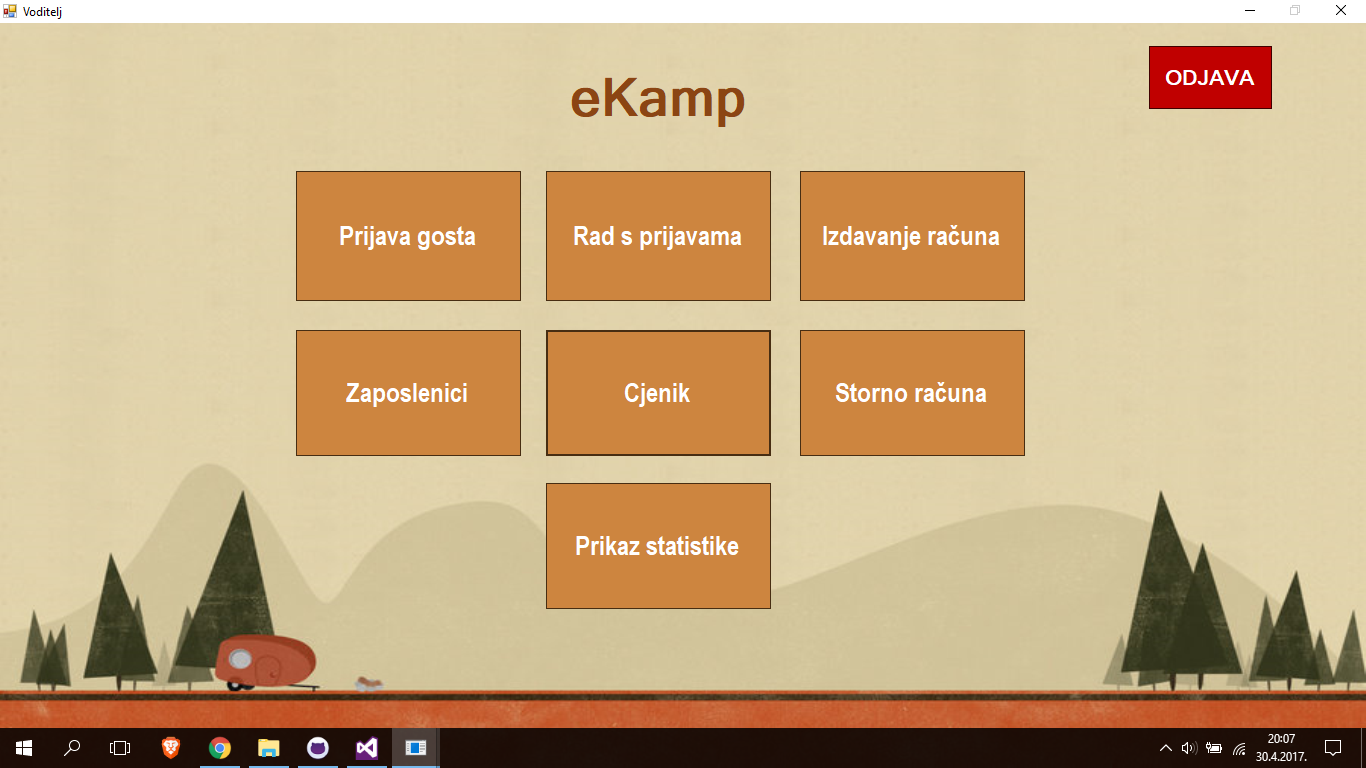 Voditelj
eKamp
ODJAVA
Prijava gosta
Rad s prijavama
Izdavanje računa
Zaposlenici
Cjenik
Storno računa
Prikaz statistike
20:07
30.4.2017.